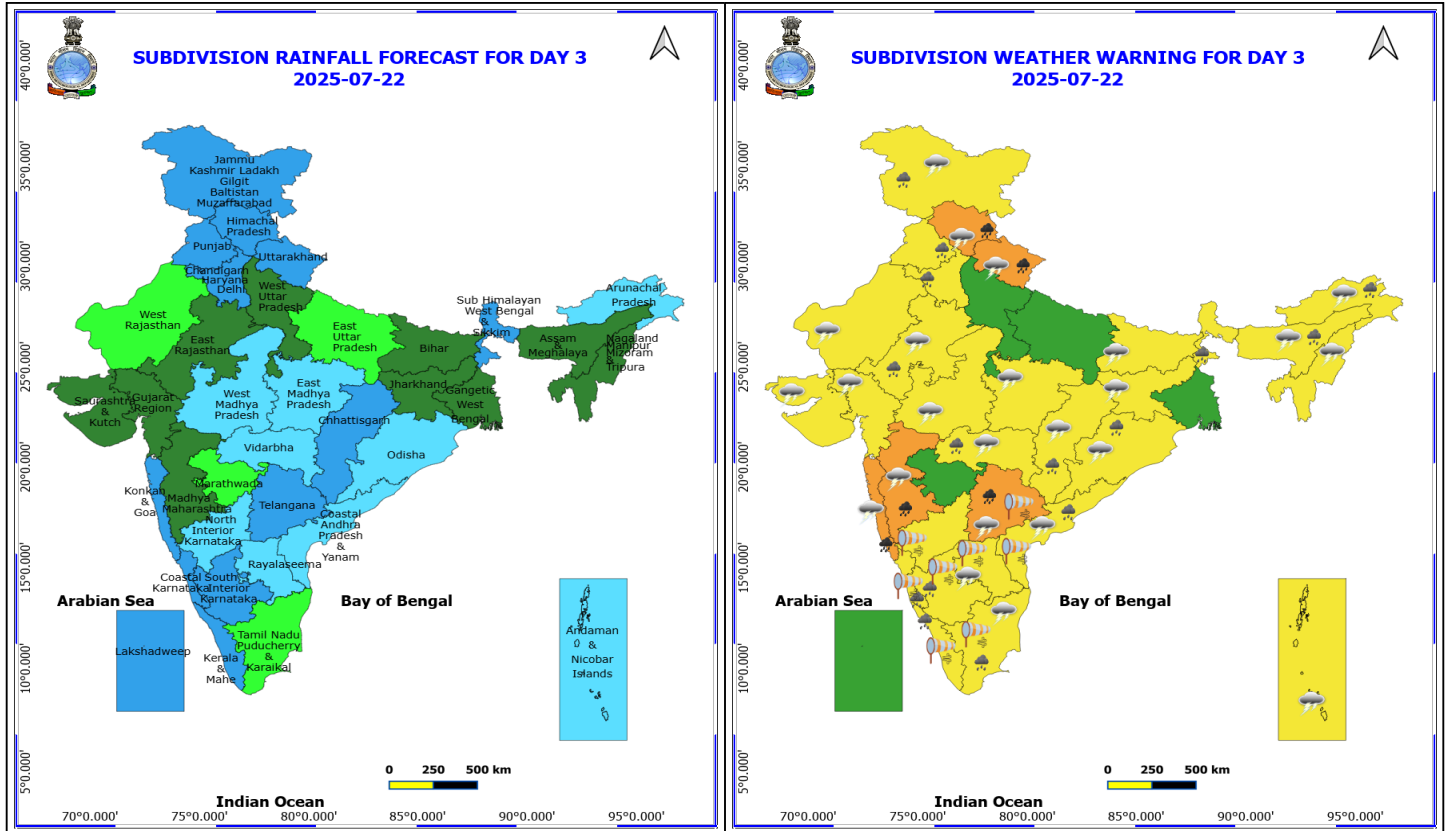 SUBDIVISION RAINFALL FORECAST FOR DAY 3
2025-07-22
40°0.000'
35°0.000'
30°0.000'
25°0.000'
20°0.000'
15°0.000'
10°0.000'
5°0.000'
Jammu
Kashmir Ladakh
Gilgit
Baltistan
Muzaffarabad
Himachal
Pradesh
Punjab
Uttarakhand
Chandigarh
Haryana
Delhi
West
Uttar
Pradesh
West
Rajasthan
East
Rajasthan
East
Uttar
Pradesh
Bihar
Sub Himalayan
West Bengal
&
Sikkim
Arunachal
Pradesh
Assam
&
Meghalaya
Nagaland
Manipur
Mizoram
&
Tripura
Saurashtra
&
Kutch
Gujarat
Region
West
Madhya
Pradesh
East
Madhya
Pradesh
Jharkhand
Gangetic
West
Bengal
Chhattisgarh
Vidarbha
Odisha
Konkan
&
Goa
Madhya
Maharashtra
Marathwada
Telangana
North
Interior
Karnataka
Coastal
Andhra
Pradesh
&
Yanam
Rayalaseema
Coastal
Karnataka
South
Interior
Karnataka
Tamil Nadu
Puducherry
&
Karaikal
Kerala
&
Mahe
Arabian Sea
Lakshadweep
Bay of Bengal
Andaman
&
Nicobar
Islands
0 250 500 km
Indian Ocean
70°0.000' 75°0.000' 80°0.000' 85°0.000' 90°0.000' 95°0.000'
SUBDIVISION WEATHER WARNING FOR DAY 3
2025-07-22
40°0.000'
35°0.000'
30°0.000'
25°0.000'
20°0.000'
15°0.000'
10°0.000'
5°0.000'
Arabian Sea
Bay of Bengal
0 250 500 km
Indian Ocean
70°0.000' 75°0.000' 80°0.000' 85°0.000' 90°0.000' 95°0.000'